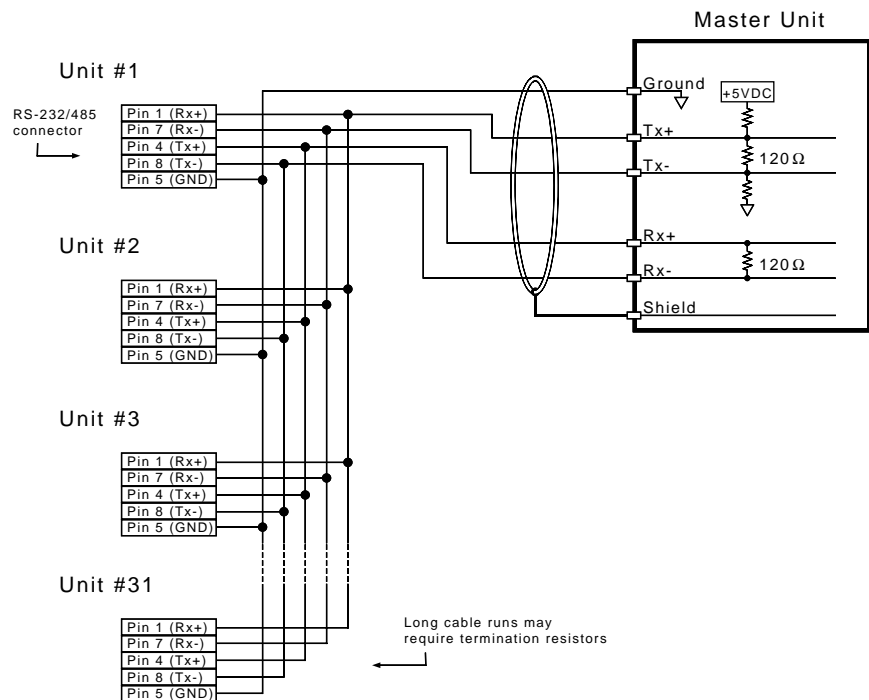 Master Unit
Unit #1
RS-232/485
connector
Pin 1 (Rx+)
Pin 7 (Rx-)
Pin 4 (Tx+)
Pin 8 (Tx-)
Pin 5 (GND)
Ground
+5VDC
Tx+
120Ω
Tx-
Rx+
120Ω
Rx-
Shield
Unit #2
Pin 1 (Rx+)
Pin 7 (Rx-)
Pin 4 (Tx+)
Pin 8 (Tx-)
Pin 5 (GND)
Unit #3
Pin 1 (Rx+)
Pin 7 (Rx-)
Pin 4 (Tx+)
Pin 8 (Tx-)
Pin 5 (GND)
Unit #31
Pin 1 (Rx+)
Pin 7 (Rx-)
Pin 4 (Tx+)
Pin 8 (Tx-)
Pin 5 (GND)
Long cable runs may
require termination resistors